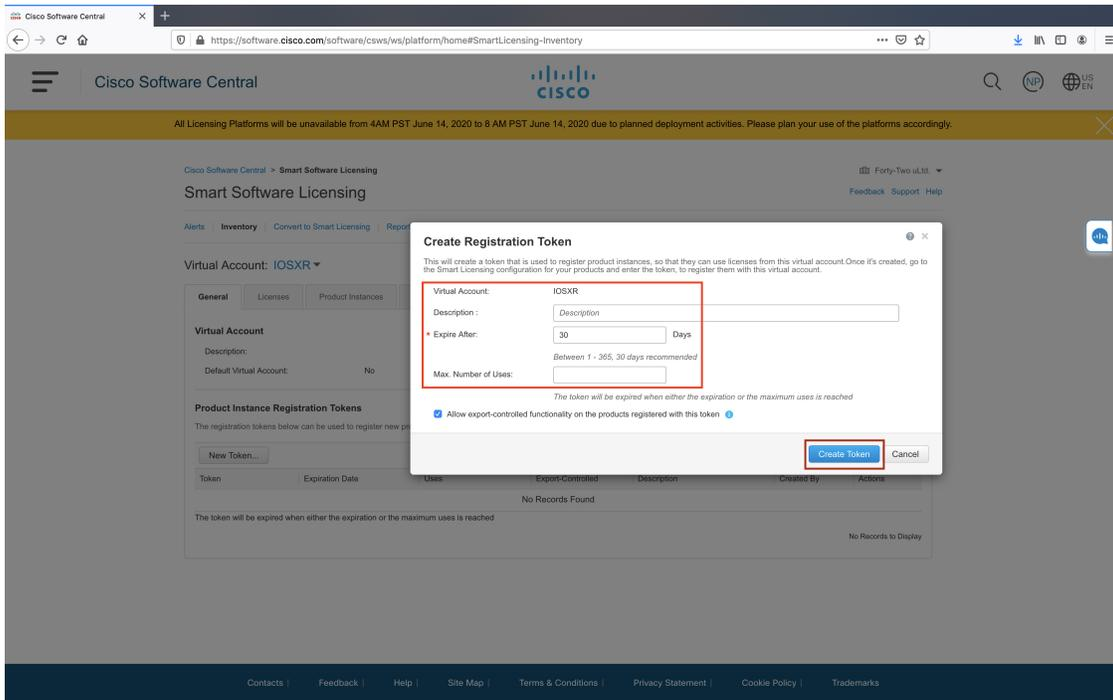 Cisco Software Central
https://software.cisco.com/software/csws/ws/platform/home#SmartLicensing-Inventory
Cisco Software Central
CISCO
NP
US
EN
All Licensing Platforms will be unavailable from 4AM PST June 14, 2020 to 8 AM PST June 14, 2020 due to planned deployment activities. Please plan your use of the platforms accordingly.
Cisco Software Central > Smart Software Licensing
Forty-Two uLtd.
Smart Software Licensing
Feedback Support Help
Alerts | Inventory | Convert to Smart Licensing | Report
Virtual Account: IOSXR
General Licenses Product Instances
Virtual Account
Description:
Default Virtual Account: No
Product Instance Registration Tokens
The registration tokens below can be used to register new
New Token...
Token Expiration Date Uses Export-Controlled Description Created By Actions
No Records Found
The token will be expired when either the expiration or the maximum uses is reached
No Records to Display
Create Registration Token
This will create a token that is used to register product instances, so that they can use licenses from this virtual account.Once it's created, go to
the Smart Licensing configuration for your products and enter the token, to register them with this virtual account.
Virtual Account: IOSXR
Description : Description
* Expire After: 30 Days
Between 1 - 365, 30 days recommended
Max. Number of Uses:
The token will be expired when either the expiration or the maximum uses is reached
Allow export-controlled functionality on the products registered with this token
Create Token Cancel
Contacts | Feedback | Help | Site Map | Terms & Conditions | Privacy Statement | Cookie Policy | Trademarks